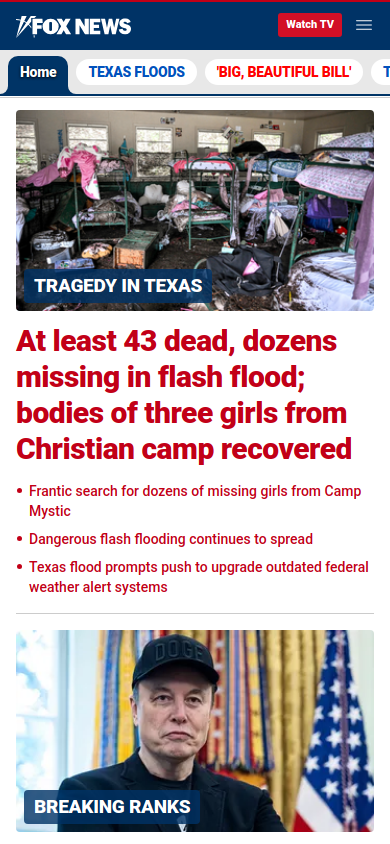 FOX NEWS
Watch TV
Home
TEXAS FLOODS
'BIG, BEAUTIFUL BILL'
TRAGEDY IN TEXAS
At least 43 dead, dozens
missing in flash flood;
bodies of three girls from
Christian camp recovered
• Frantic search for dozens of missing girls from Camp
Mystic
• Dangerous flash flooding continues to spread
• Texas flood prompts push to upgrade outdated federal
weather alert systems
DOGE
BREAKING RANKS